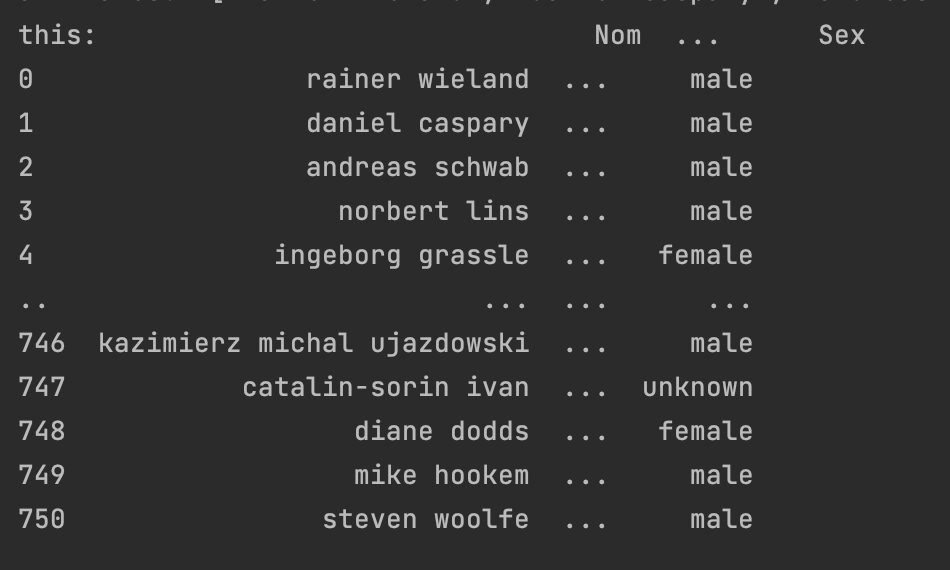 this: Nom ... Sex
0 rainer wieland ... male
1 daniel caspary ... male
2 andreas schwab ... male
3 norbert lins ... male
4 ingeborg grassle ... female
.. ... ... ...
746 kazimierz michal ujazdowski ... male
747 catalin-sorin ivan ... unknown
748 diane dodds ... female
749 mike hookem ... male
750 steven woolfe ... male